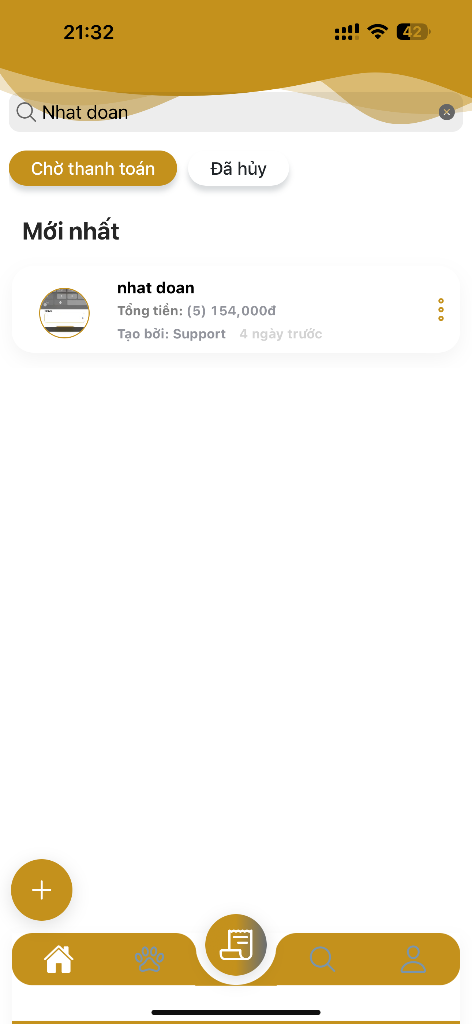 21:32
42
Nhat doan
Chờ thanh toán
Đã hủy
Mới nhất
nhat doan
Tổng tiền: (5) 154,000đ
Tạo bởi: Support 4 ngày trước